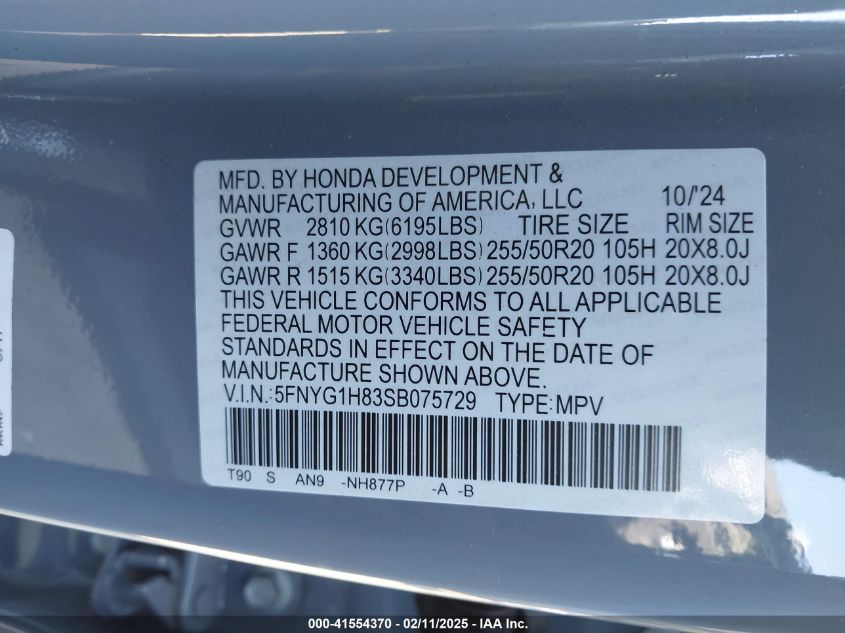 MFD. BY HONDA DEVELOPMENT &
MANUFACTURING OF AMERICA, LLC 10/'24
GVWR 2810 KG(6195LBS) TIRE SIZE RIM SIZE
GAWR F 1360 KG(2998LBS) 255/50R20 105H 20X8.0J
GAWR R 1515 KG(3340LBS) 255/50R20 105H 20X8.0J
THIS VEHICLE CONFORMS TO ALL APPLICABLE
FEDERAL MOTOR VEHICLE SAFETY
STANDARDS IN EFFECT ON THE DATE OF
MANUFACTURE SHOWN ABOVE.
V.I.N.:5FNYG1H83SB075729 TYPE:MPV
T90 S AN9 -NH877P -A -B
000-41554370 - 02/11/2025 - IAA Inc.